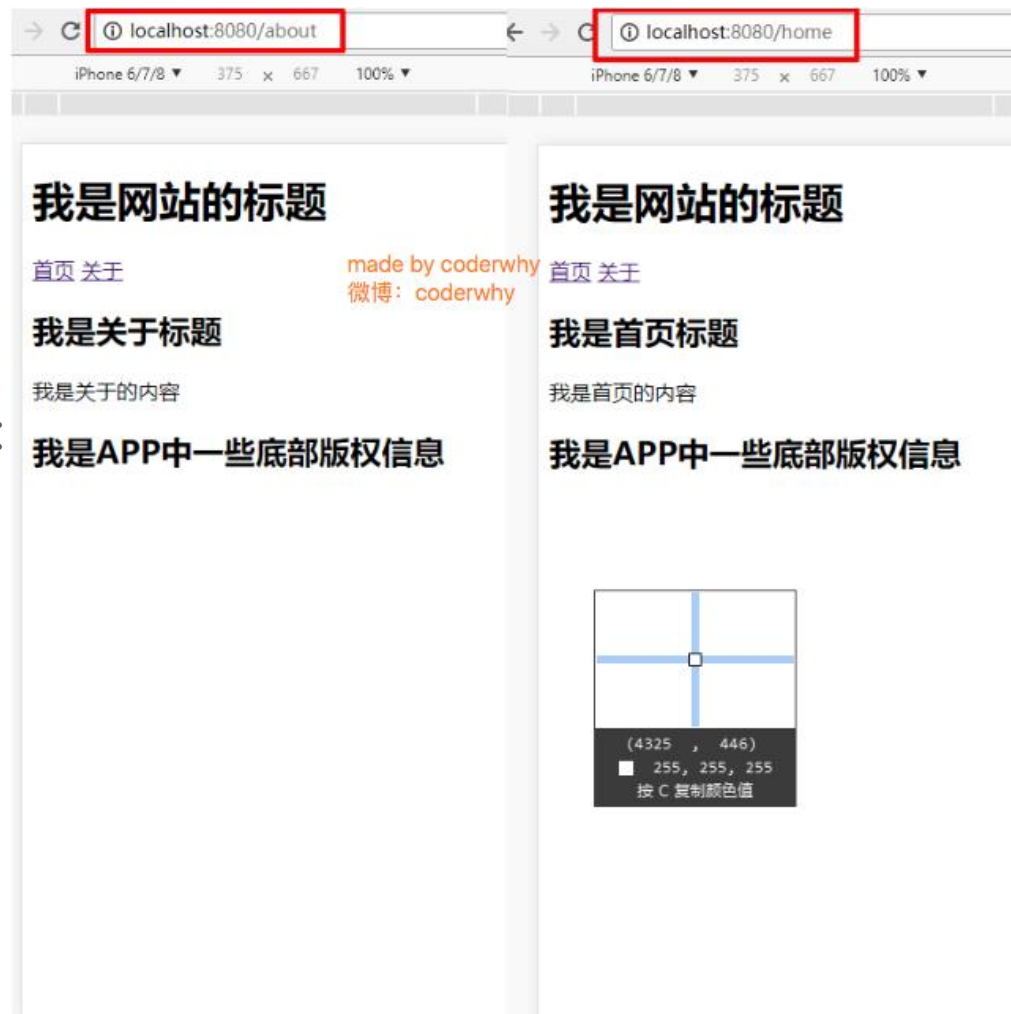 localhost:8080/about
iPhone 6/7/8 ▼ 375 x 667 100% ▼
我是网站的标题
首页 关于
我是关于标题
我是关于的内容
我是APP中一些底部版权信息
made by coderwhy
微博：coderwhy
localhost:8080/home
iPhone 6/7/8 ▼ 375 x 667 100% ▼
我是网站的标题
首页 关于
我是首页标题
我是首页的内容
我是APP中一些底部版权信息
(4325 , 446)
255, 255, 255
按 C 复制颜色值